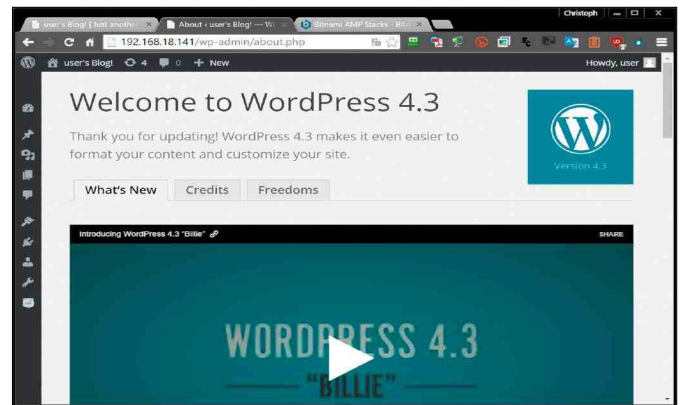 Christoph
user's Blog! | Just another
About ‹ user's Blog! — W
Bitnami AMP Stacks - Bitn
192.168.18.141/wp-admin/about.php
user's Blog! 4 0 + New Howdy, user
Welcome to WordPress 4.3
Thank you for updating! WordPress 4.3 makes it even easier to
format your content and customize your site.
Version 4.3
What's New Credits Freedoms
Introducing WordPress 4.3 "Billie" SHARE
WORDPRESS 4.3
"BILLIE"